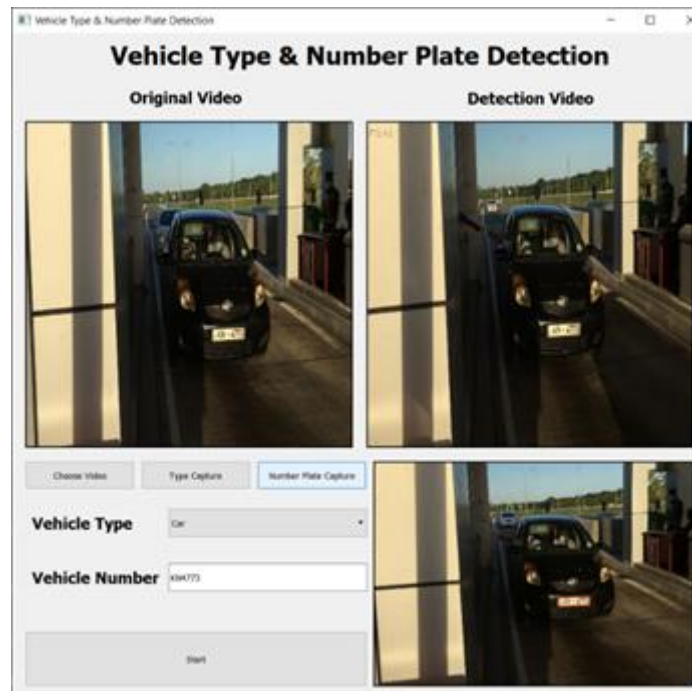 Vehicle Type & Number Plate Detection
Vehicle Type & Number Plate Detection
Original Video
Detection Video
Choose Video
Type Capture
Number Plate Capture
Vehicle Type
Car
Vehicle Number
Start